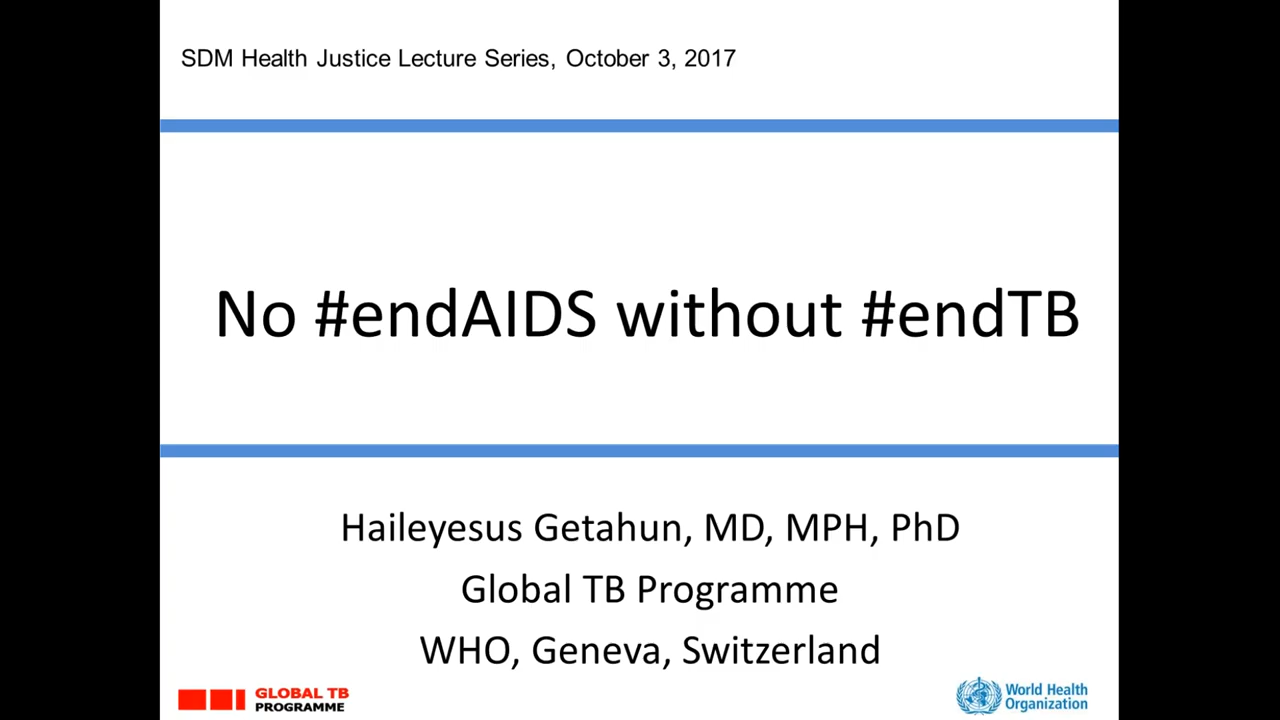 SDM Health Justice Lecture Series, October 3, 2017
No #endAIDS without #endTB
Haileyesus Getahun, MD, MPH, PhD
Global TB Programme
WHO, Geneva, Switzerland
GLOBAL TB
PROGRAMME
World Health
Organization